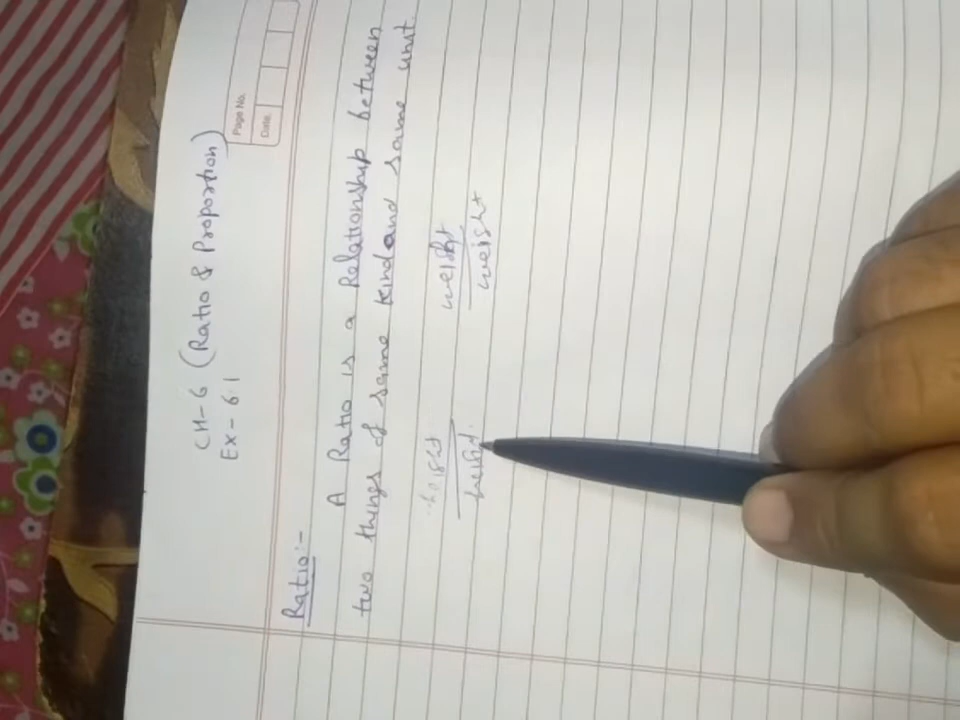 Page No.
Date:
CH-6 (Ratio & Proportion)
Ex-6.1
Ratio:-
A Ratio is a Relationship between
two things of same kind and same unit.
height weight
height weight